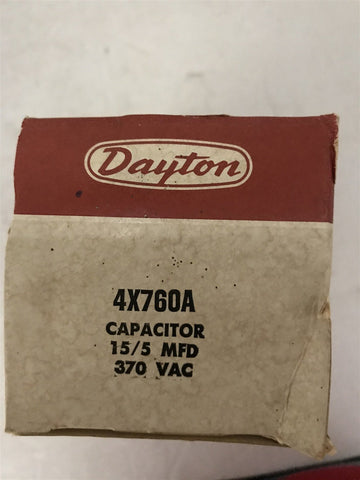 Dayton
4X760A
CAPACITOR
15/5 MFD
370 VAC